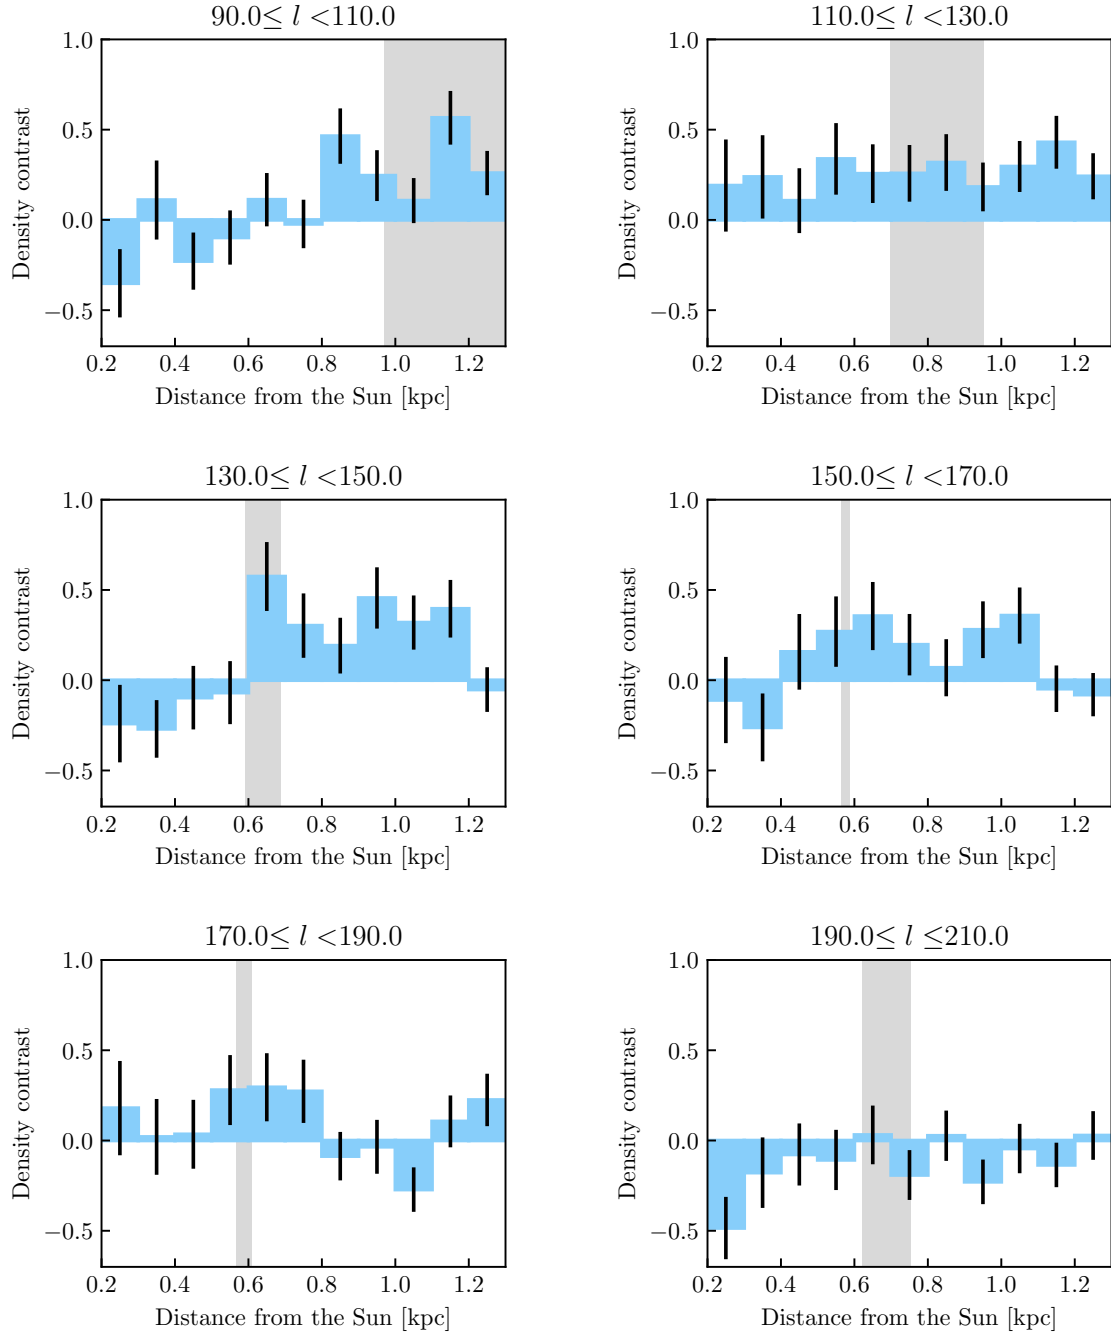 90.0≤ l <110.0
1.0
0.5
0.0
−0.5
Density contrast
0.2 0.4 0.6 0.8 1.0 1.2
Distance from the Sun [kpc]
110.0≤ l <130.0
1.0
0.5
0.0
−0.5
Density contrast
0.2 0.4 0.6 0.8 1.0 1.2
Distance from the Sun [kpc]
130.0≤ l <150.0
1.0
0.5
0.0
−0.5
Density contrast
0.2 0.4 0.6 0.8 1.0 1.2
Distance from the Sun [kpc]
150.0≤ l <170.0
1.0
0.5
0.0
−0.5
Density contrast
0.2 0.4 0.6 0.8 1.0 1.2
Distance from the Sun [kpc]
170.0≤ l <190.0
1.0
0.5
0.0
−0.5
Density contrast
0.2 0.4 0.6 0.8 1.0 1.2
Distance from the Sun [kpc]
190.0≤ l ≤210.0
1.0
0.5
0.0
−0.5
Density contrast
0.2 0.4 0.6 0.8 1.0 1.2
Distance from the Sun [kpc]